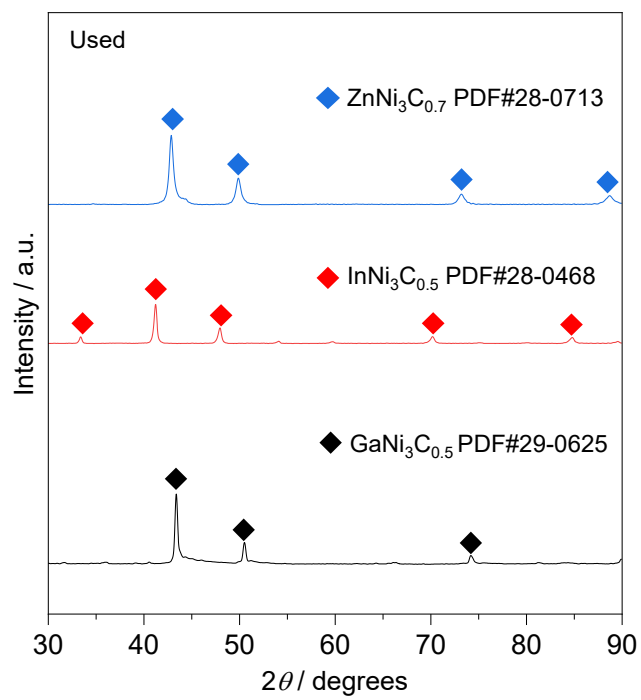 Used
ZnNi₃C₀.₇ PDF#28-0713
InNi₃C₀.₅ PDF#28-0468
GaNi₃C₀.₅ PDF#29-0625
Intensity / a.u.
30 40 50 60 70 80 90
2θ / degrees